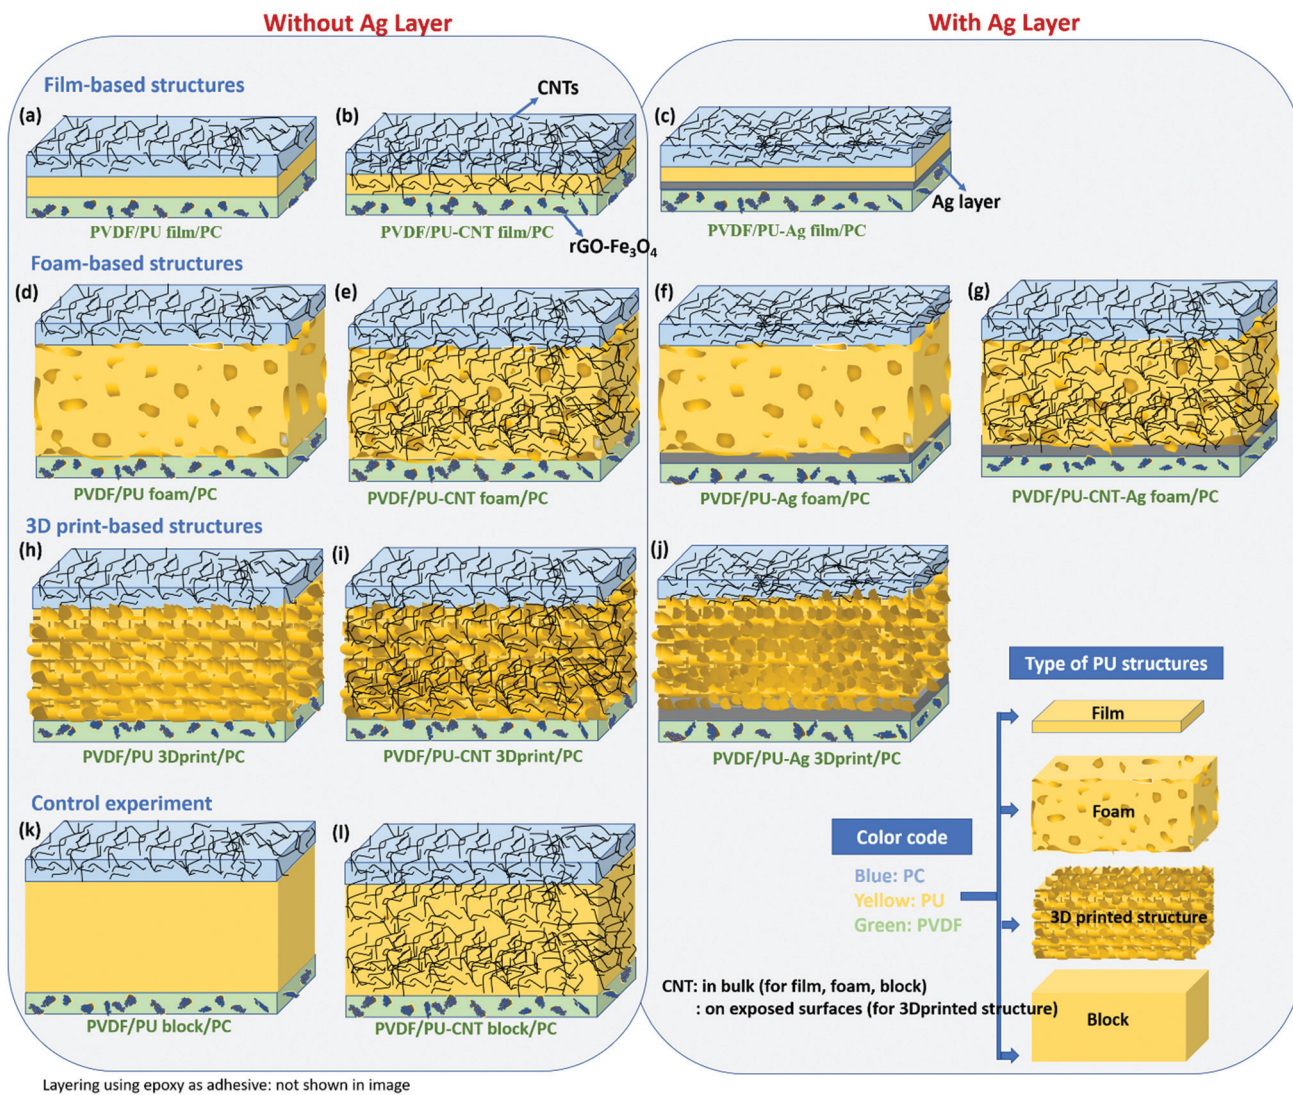 Without Ag Layer
With Ag Layer
Film-based structures
(a)
(b)
CNTs
(c)
Ag layer
PVDF/PU film/PC
PVDF/PU-CNT film/PC
rGO-Fe₃O₄
PVDF/PU-Ag film/PC
Foam-based structures
(d)
(e)
(f)
(g)
PVDF/PU foam/PC
PVDF/PU-CNT foam/PC
PVDF/PU-Ag foam/PC
PVDF/PU-CNT-Ag foam/PC
3D print-based structures
(h)
(i)
(j)
PVDF/PU 3Dprint/PC
PVDF/PU-CNT 3Dprint/PC
PVDF/PU-Ag 3Dprint/PC
Control experiment
(k)
(l)
PVDF/PU block/PC
PVDF/PU-CNT block/PC
Type of PU structures
Film
Foam
3D printed structure
Block
Color code
Blue: PC
Yellow: PU
Green: PVDF
CNT: in bulk (for film, foam, block)
: on exposed surfaces (for 3Dprinted structure)
Layering using epoxy as adhesive: not shown in image